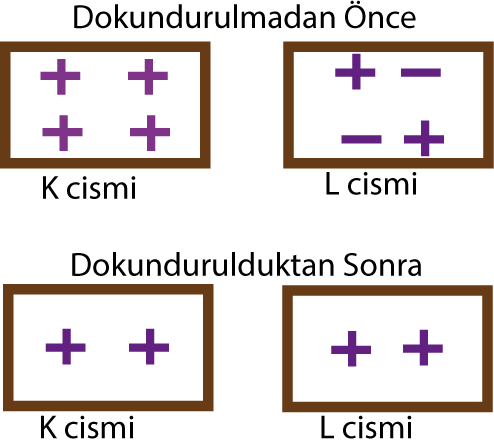 Dokundurulmadan Önce
K cismi
L cismi
Dokundurulduktan Sonra
K cismi
L cismi